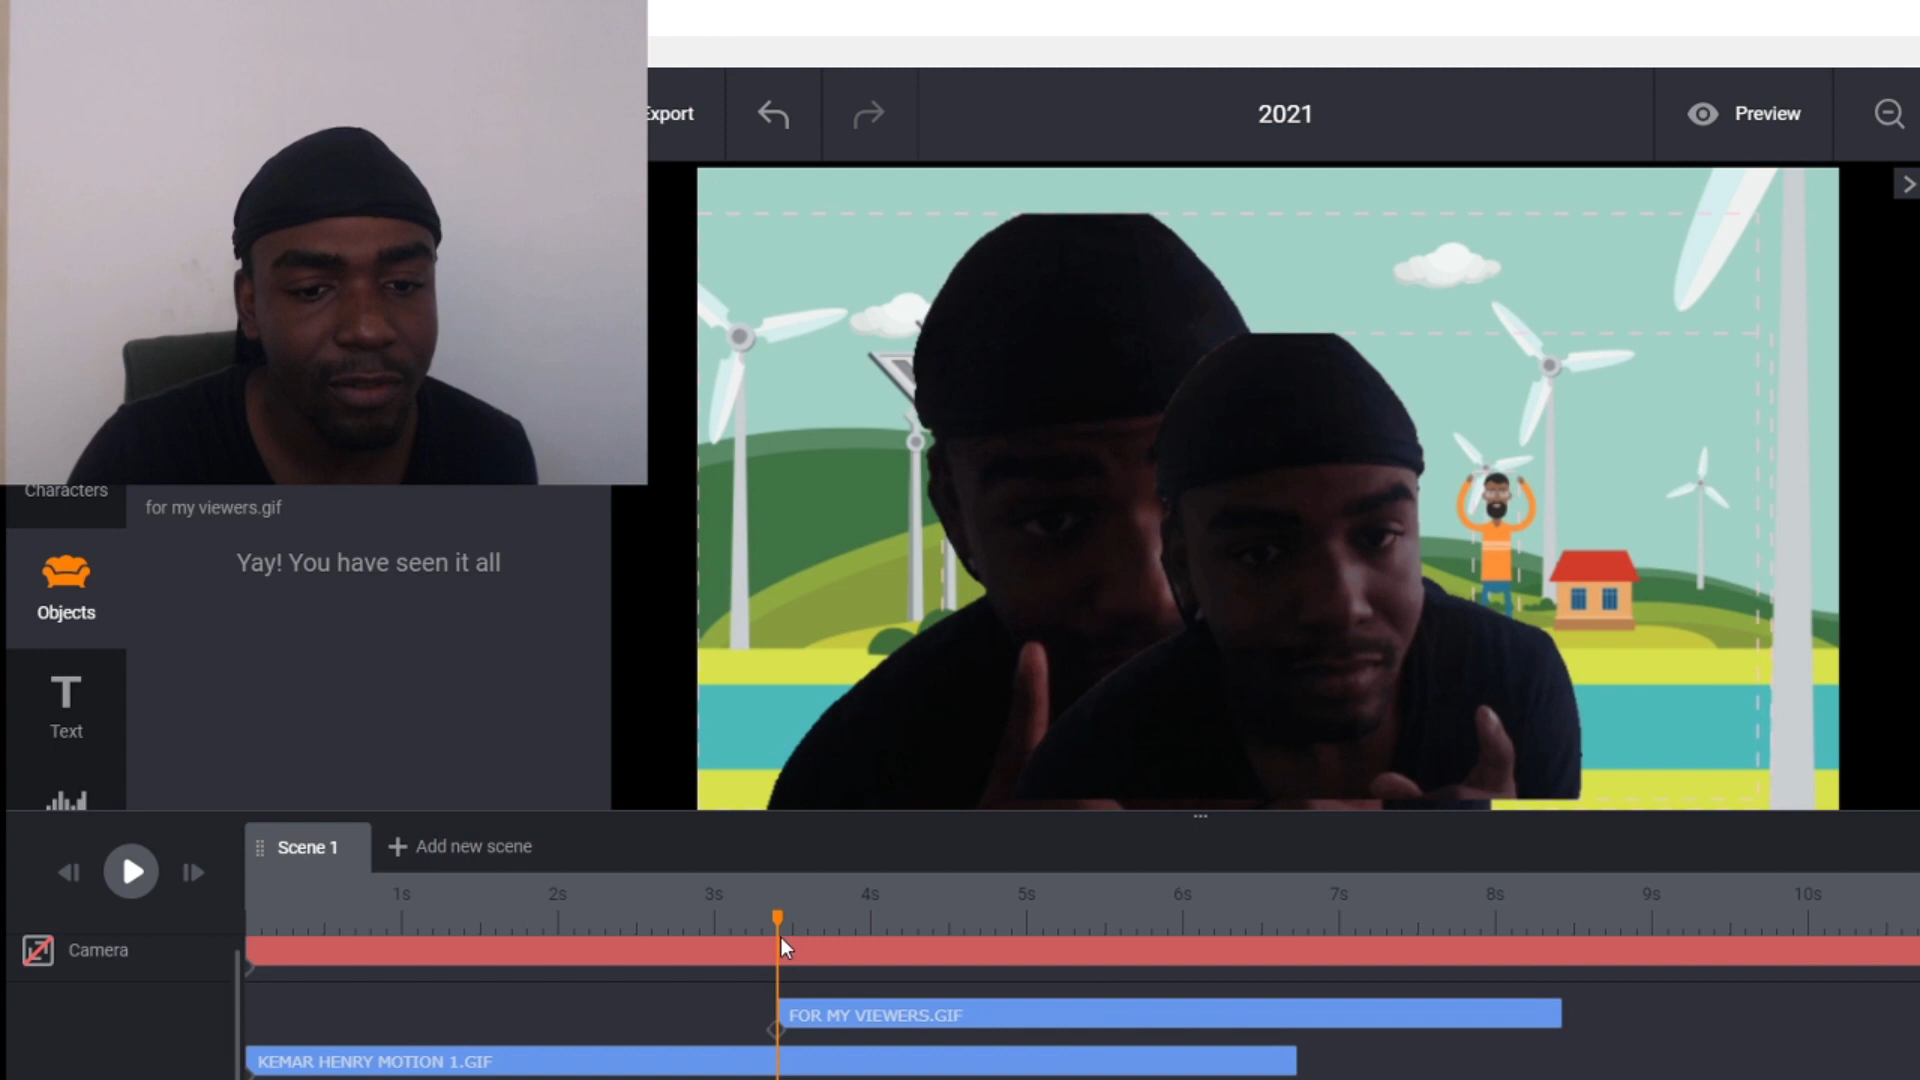 Export
2021
Preview
Characters
for my viewers.gif
Yay! You have seen it all
Objects
T
Text
Scene 1
Add new scene
1s 2s 3s 4s 5s 6s 7s 8s 9s 10s
Camera
FOR MY VIEWERS.GIF
KEMAR HENRY MOTION 1.GIF